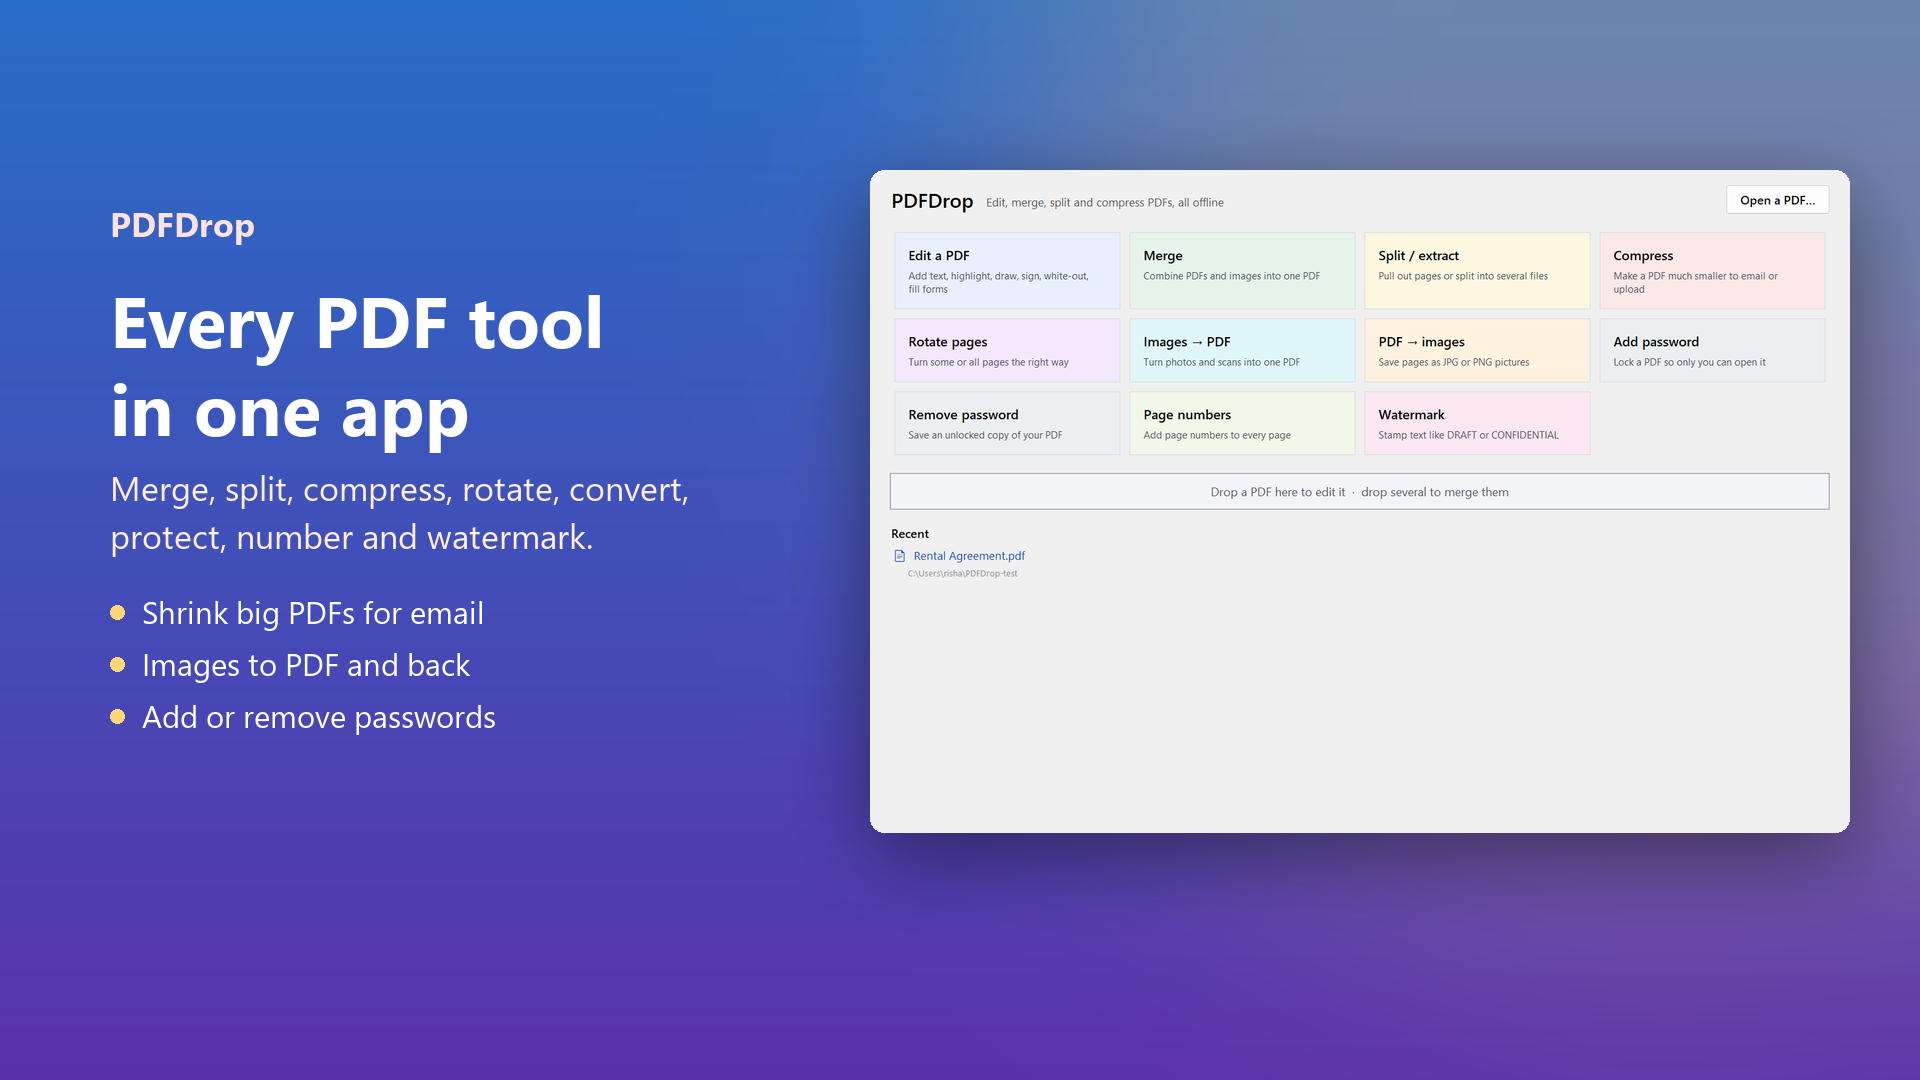 PDFDrop
Every PDF tool
in one app
Merge, split, compress, rotate, convert,
protect, number and watermark.
Shrink big PDFs for email
Images to PDF and back
Add or remove passwords
PDFDrop
Edit, merge, split and compress PDFs, all offline
Open a PDF...
Edit a PDF
Add text, highlight, draw, sign, white-out,
fill forms
Merge
Combine PDFs and images into one PDF
Split / extract
Pull out pages or split into several files
Compress
Make a PDF much smaller to email or
upload
Rotate pages
Turn some or all pages the right way
Images → PDF
Turn photos and scans into one PDF
PDF → images
Save pages as JPG or PNG pictures
Add password
Lock a PDF so only you can open it
Remove password
Save an unlocked copy of your PDF
Page numbers
Add page numbers to every page
Watermark
Stamp text like DRAFT or CONFIDENTIAL
Drop a PDF here to edit it · drop several to merge them
Recent
Rental Agreement.pdf
C:\Users\risha\PDFDrop-test